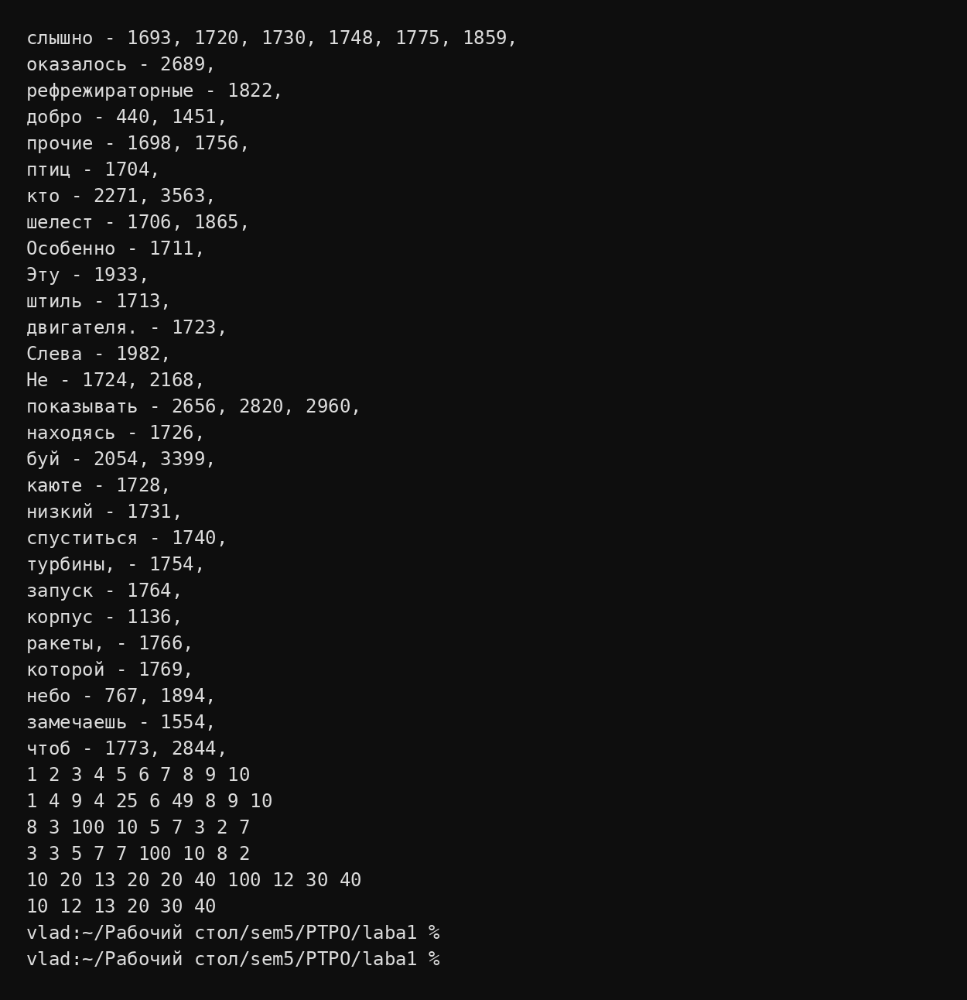 слышно - 1693, 1720, 1730, 1748, 1775, 1859,
оказалось - 2689,
рефрежираторные - 1822,
добро - 440, 1451,
прочие - 1698, 1756,
птиц - 1704,
кто - 2271, 3563,
шелест - 1706, 1865,
Особенно - 1711,
Эту - 1933,
штиль - 1713,
двигателя. - 1723,
Слева - 1982,
Не - 1724, 2168,
показывать - 2656, 2820, 2960,
находясь - 1726,
буй - 2054, 3399,
каюте - 1728,
низкий - 1731,
спуститься - 1740,
турбины, - 1754,
запуск - 1764,
корпус - 1136,
ракеты, - 1766,
которой - 1769,
небо - 767, 1894,
замечаешь - 1554,
чтоб - 1773, 2844,
1 2 3 4 5 6 7 8 9 10
1 4 9 4 25 6 49 8 9 10
8 3 100 10 5 7 3 2 7
3 3 5 7 7 100 10 8 2
10 20 13 20 20 40 100 12 30 40
10 12 13 20 30 40
vlad:~/Рабочий стол/sem5/PTPO/laba1 %
vlad:~/Рабочий стол/sem5/PTPO/laba1 %